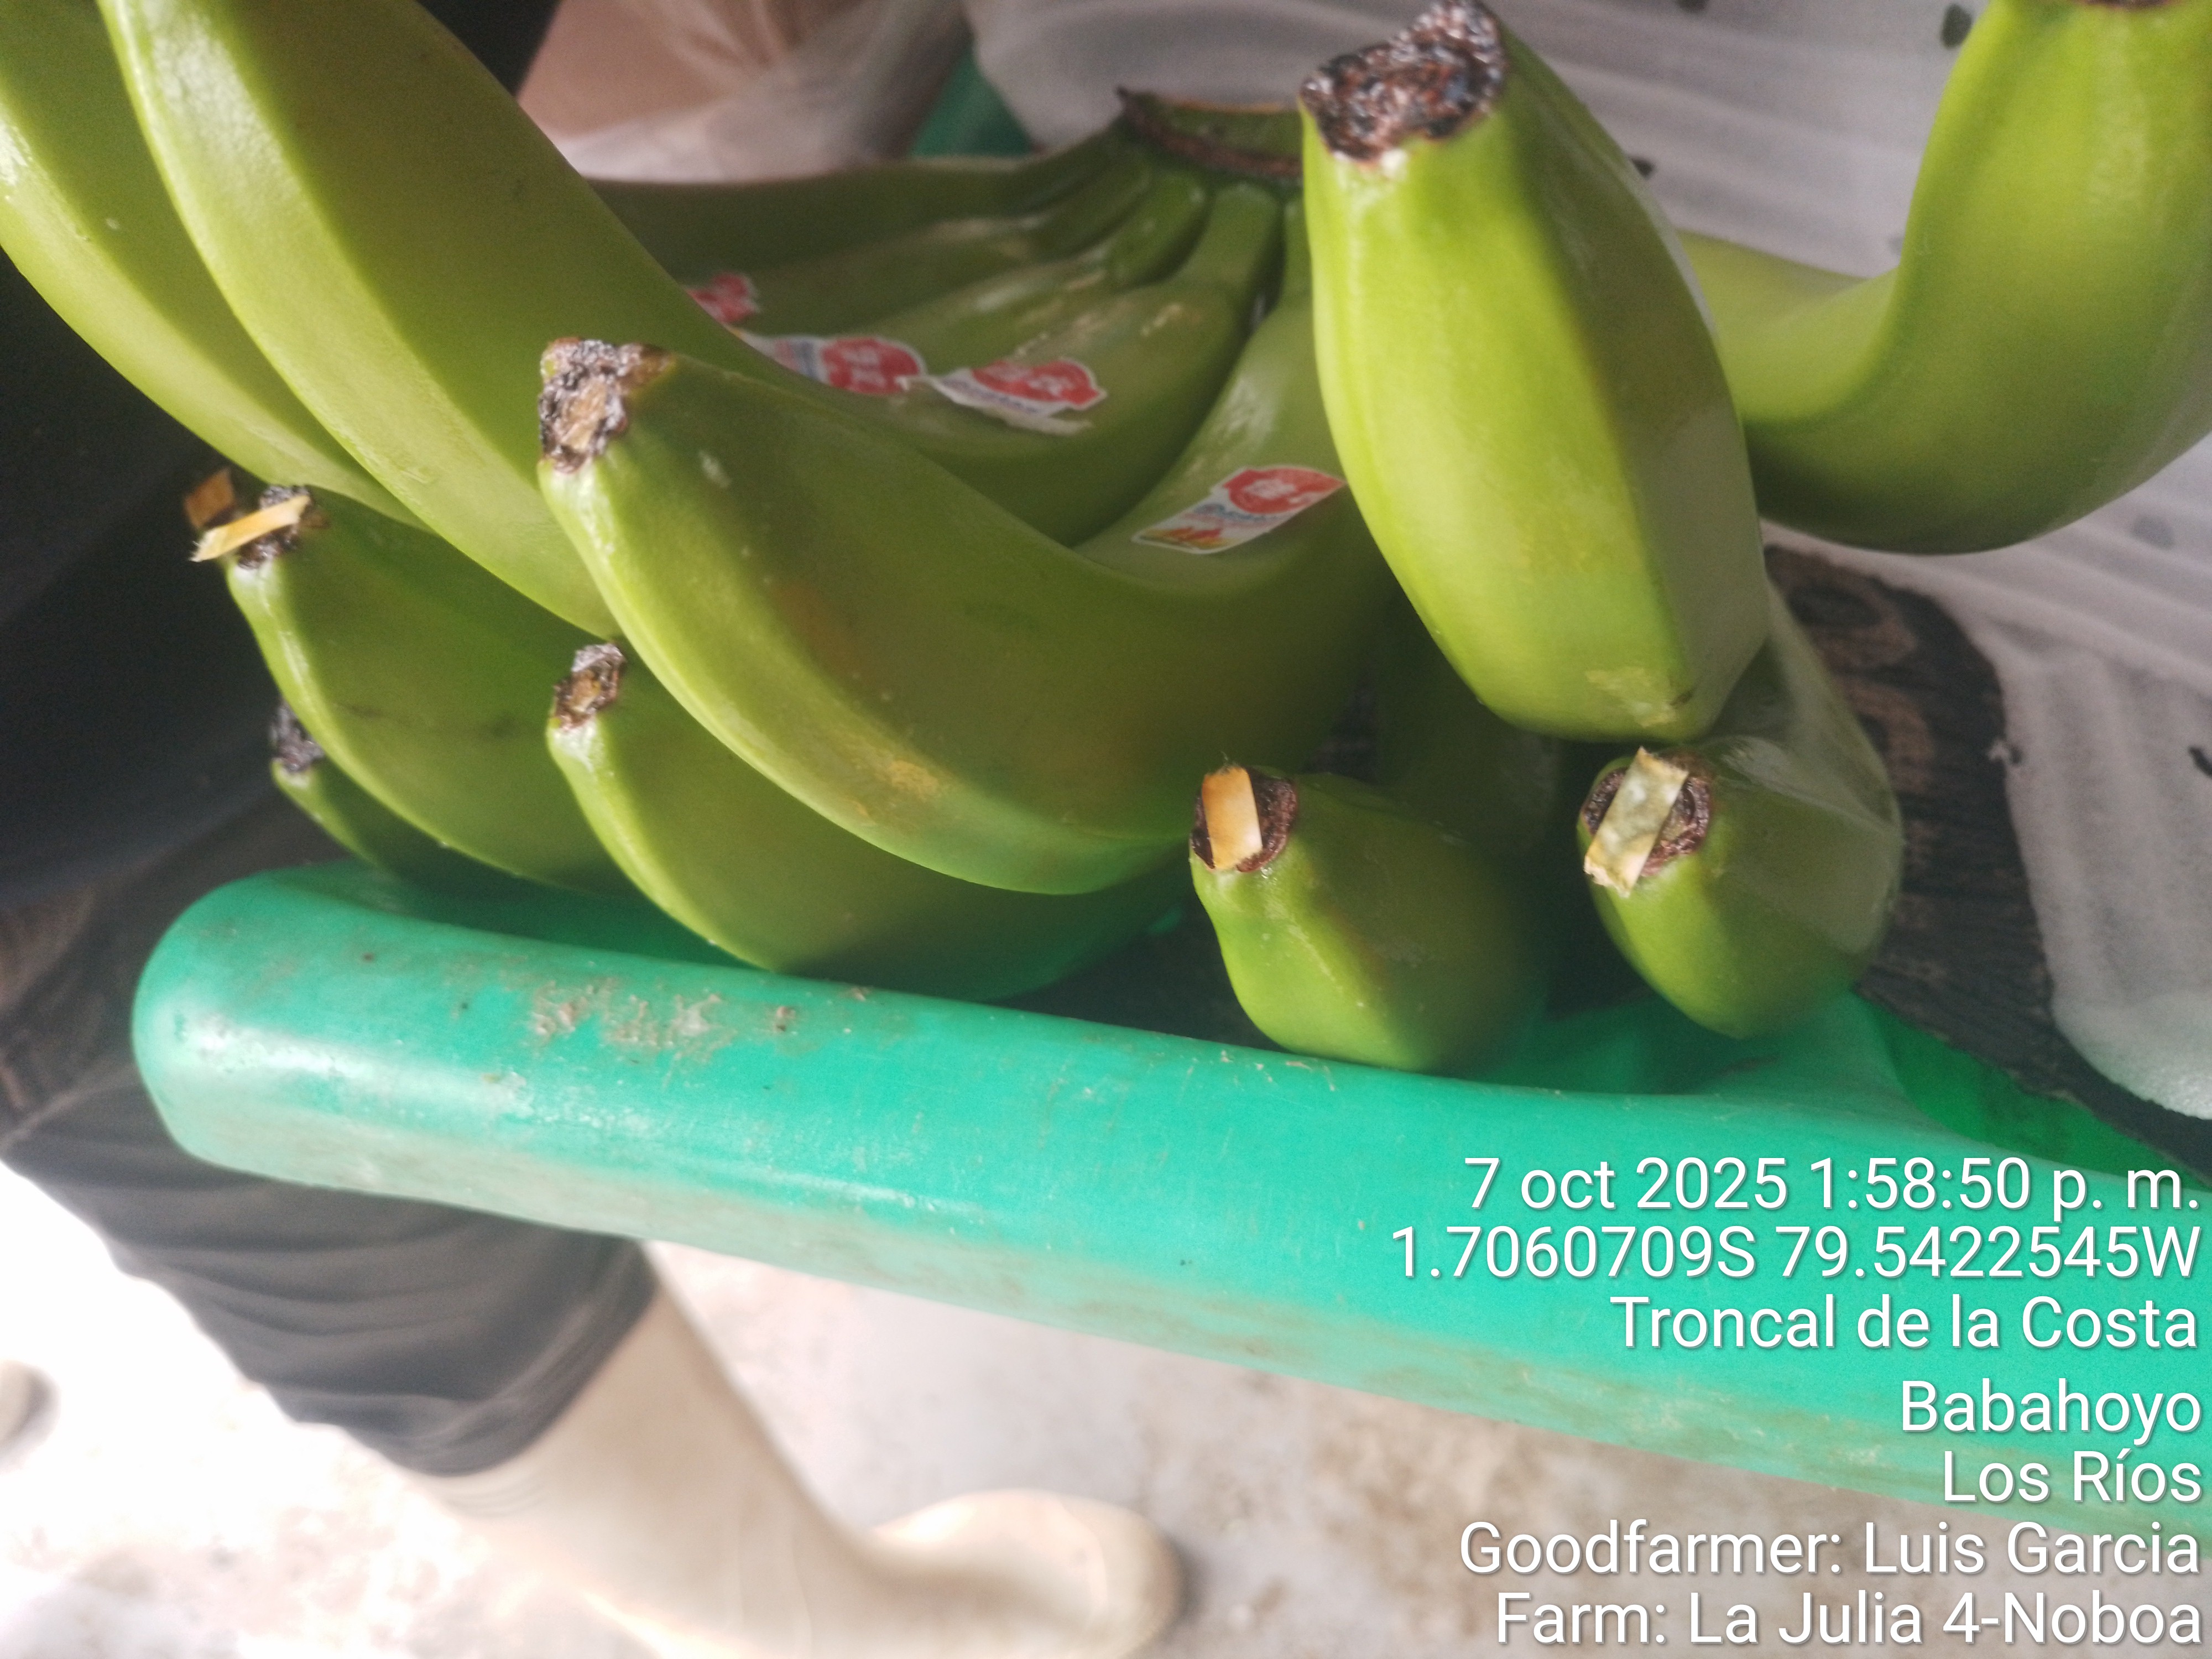 7 oct 2025 1:58:50 p. m.
1.7060709S 79.5422545W
Troncal de la Costa
Babahoyo
Los Ríos
Goodfarmer: Luis Garcia
Farm: La Julia 4-Noboa